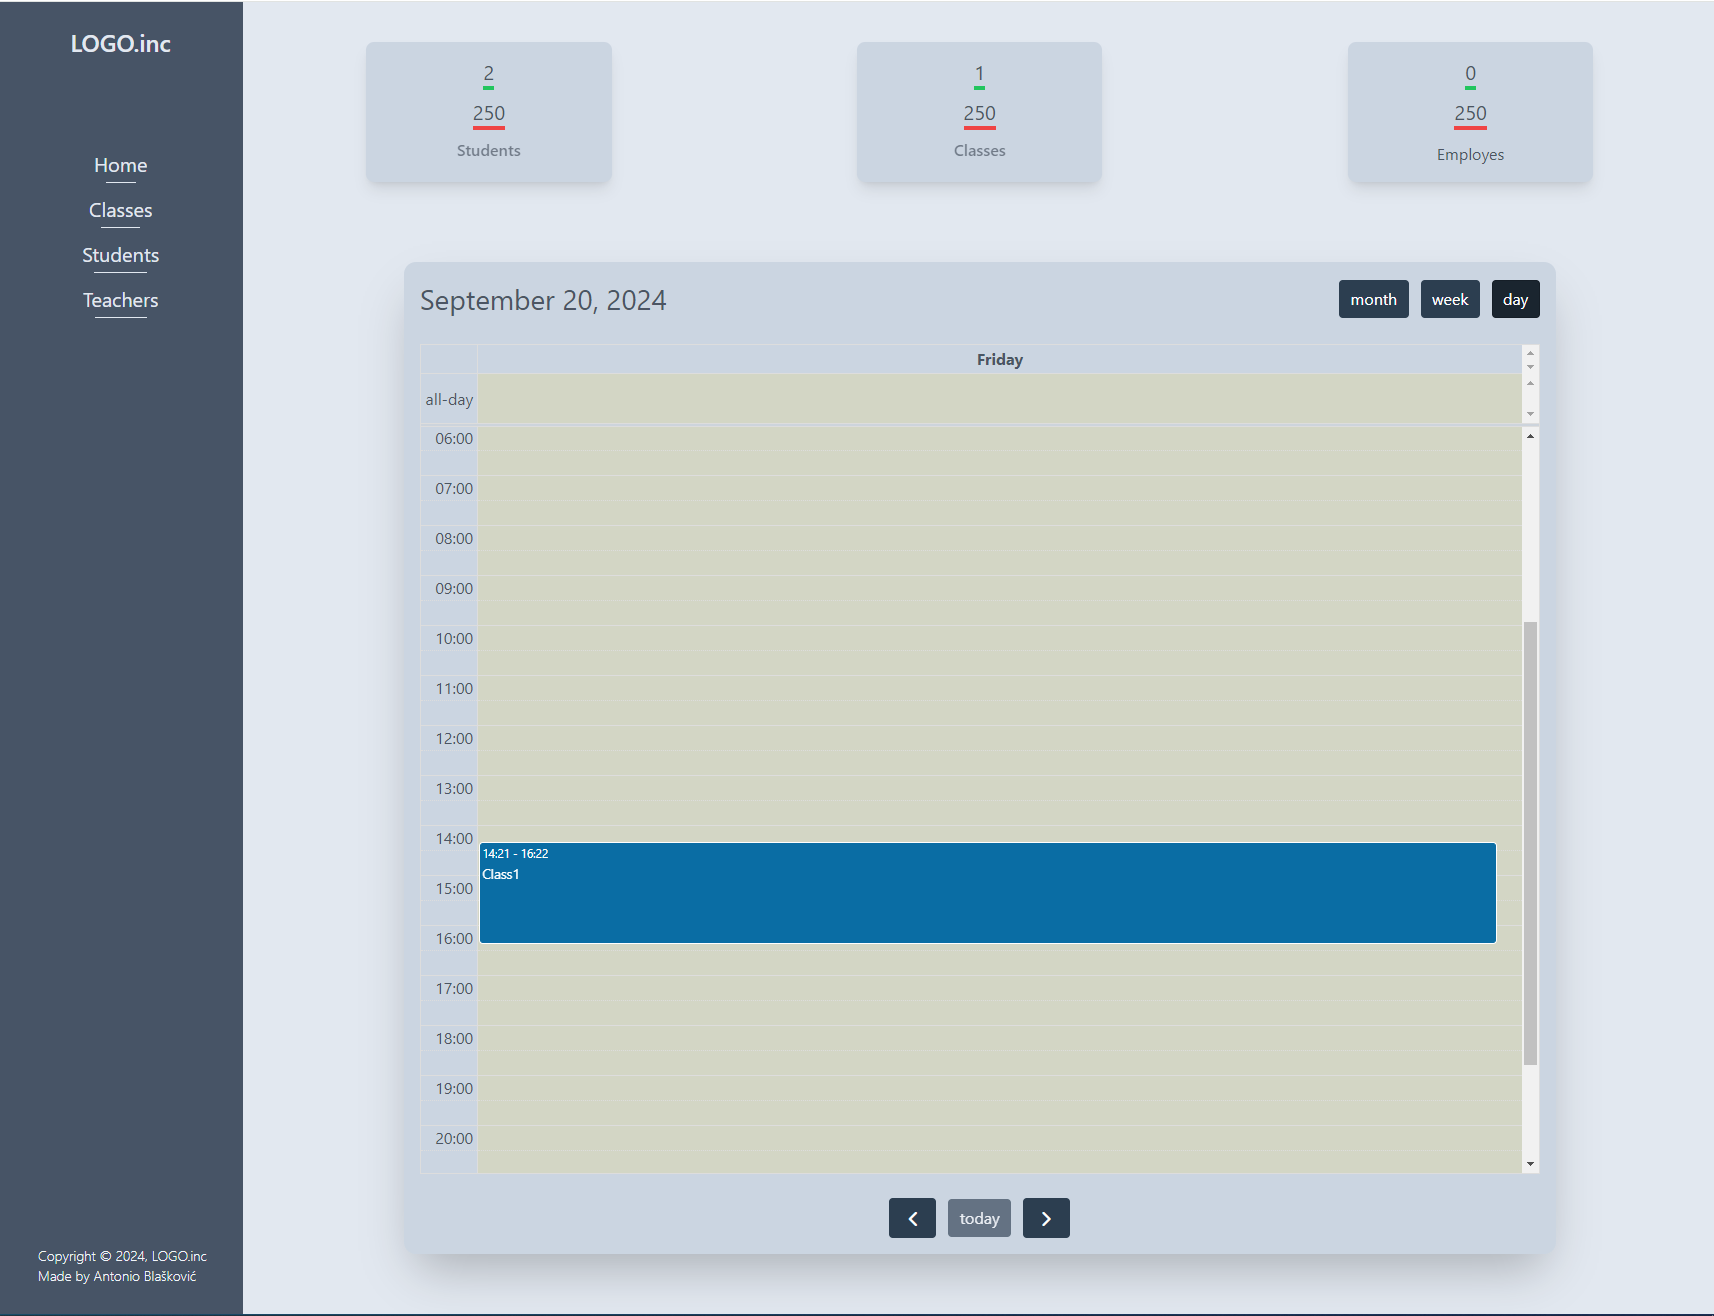 LOGO.inc
Home
Classes
Students
Teachers
Copyright © 2024, LOGO.inc
Made by Antonio Blašković
2
250
Students
1
250
Classes
0
250
Employes
September 20, 2024
month
week
day
Friday
all-day
06:00
07:00
08:00
09:00
10:00
11:00
12:00
13:00
14:00
14:21 - 16:22
Class1
15:00
16:00
17:00
18:00
19:00
20:00
today